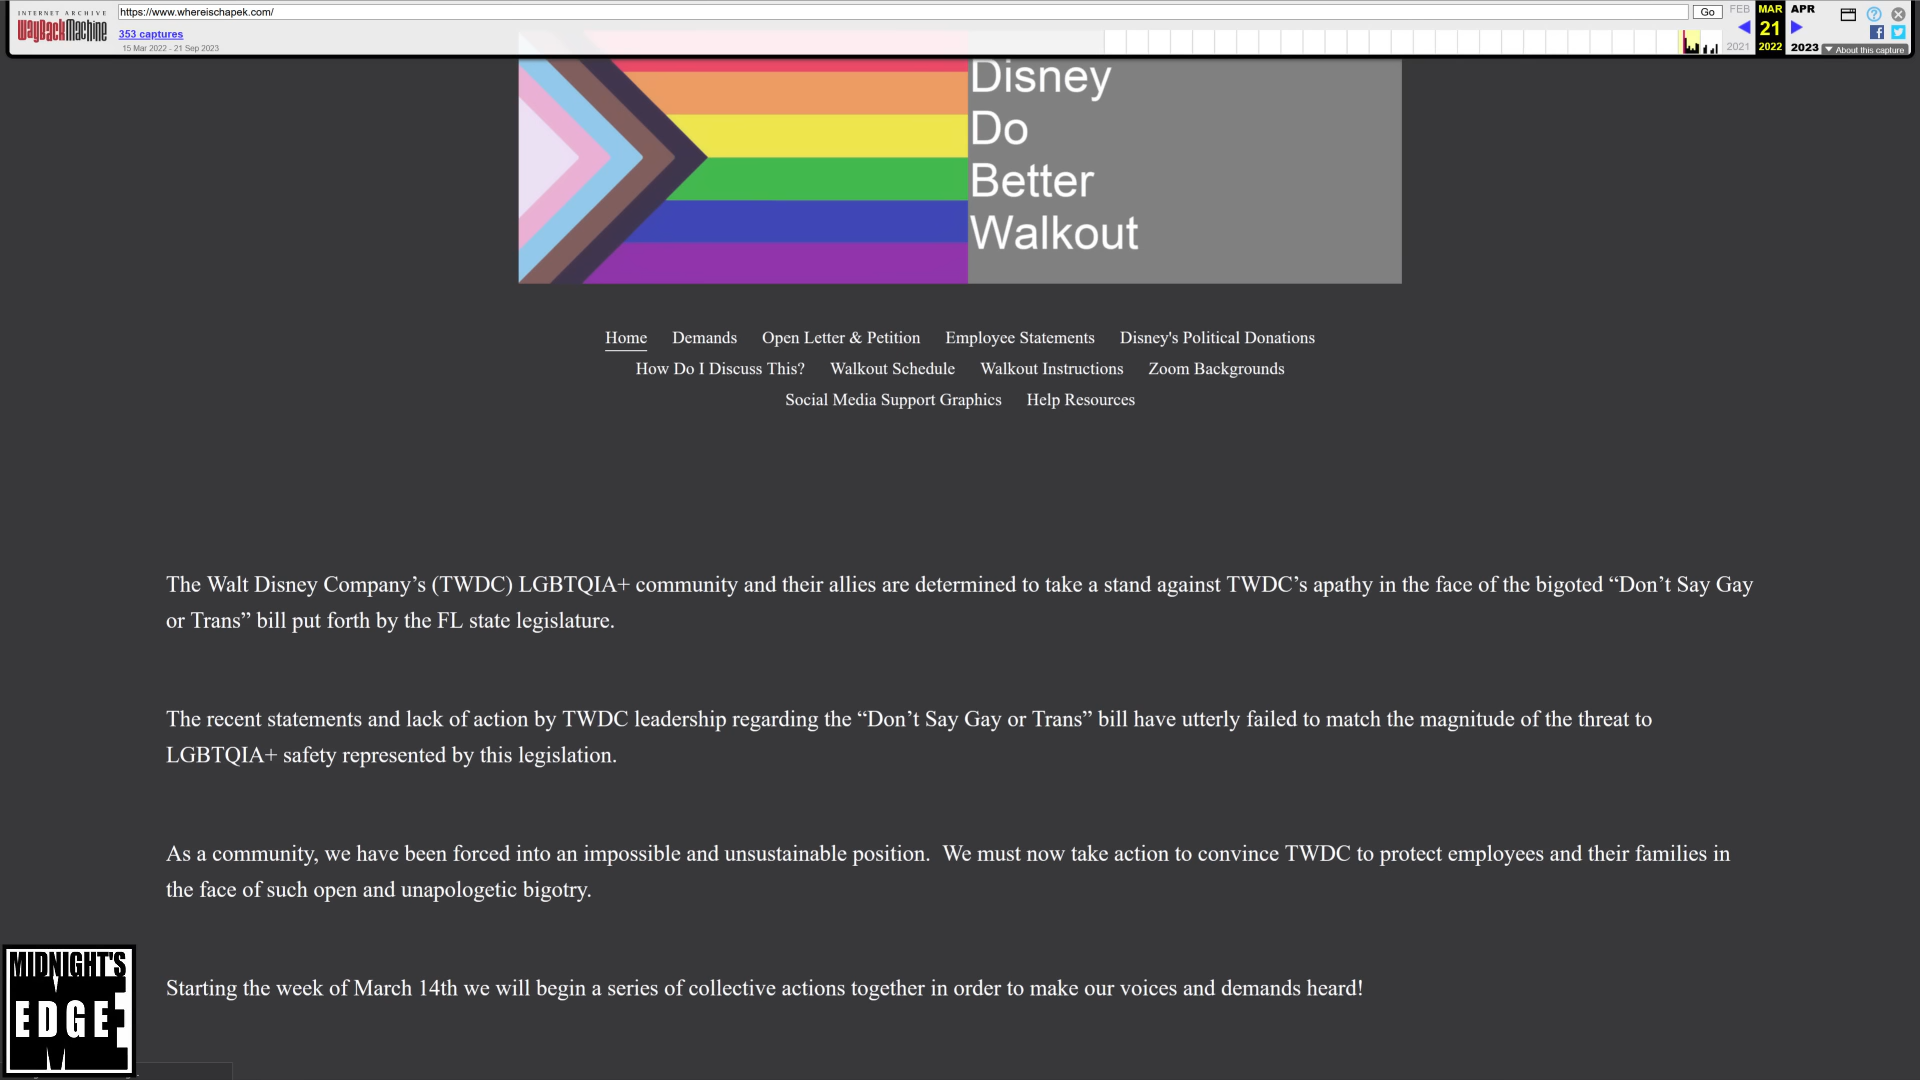 INTERNET ARCHIVE
WayBackMachine
https://www.whereischapek.com/
Go
353 captures
15 Mar 2022 - 21 Sep 2023
FEB MAR APR
21
2021 2022 2023
About this capture
Disney
Do
Better
Walkout
Home Demands Open Letter & Petition Employee Statements Disney's Political Donations
How Do I Discuss This? Walkout Schedule Walkout Instructions Zoom Backgrounds
Social Media Support Graphics Help Resources
The Walt Disney Company’s (TWDC) LGBTQIA+ community and their allies are determined to take a stand against TWDC’s apathy in the face of the bigoted “Don’t Say Gay
or Trans” bill put forth by the FL state legislature.
The recent statements and lack of action by TWDC leadership regarding the “Don’t Say Gay or Trans” bill have utterly failed to match the magnitude of the threat to
LGBTQIA+ safety represented by this legislation.
As a community, we have been forced into an impossible and unsustainable position.  We must now take action to convince TWDC to protect employees and their families in
the face of such open and unapologetic bigotry.
Starting the week of March 14th we will begin a series of collective actions together in order to make our voices and demands heard!
MIDNIGHT'S
EDGE